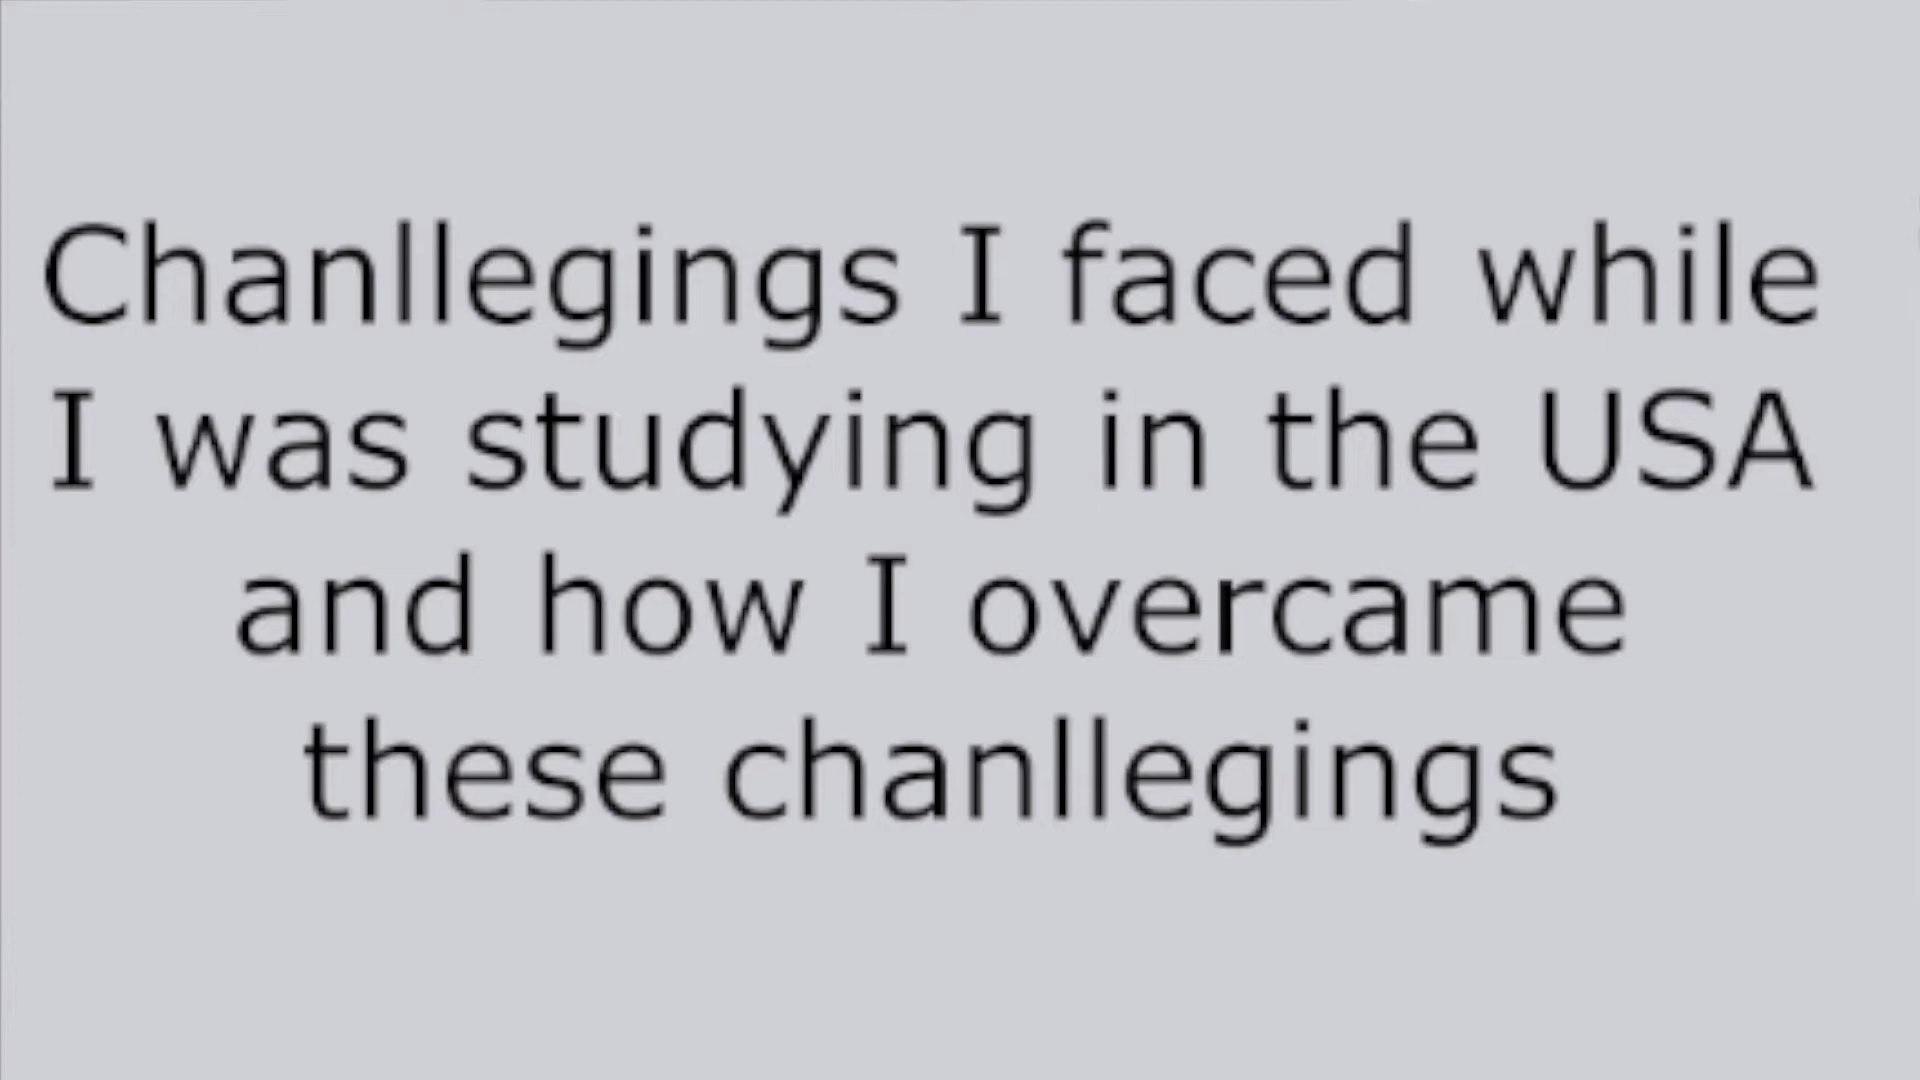 Chanllegings I faced while
I was studying in the USA
and how I overcame
these chanllegings